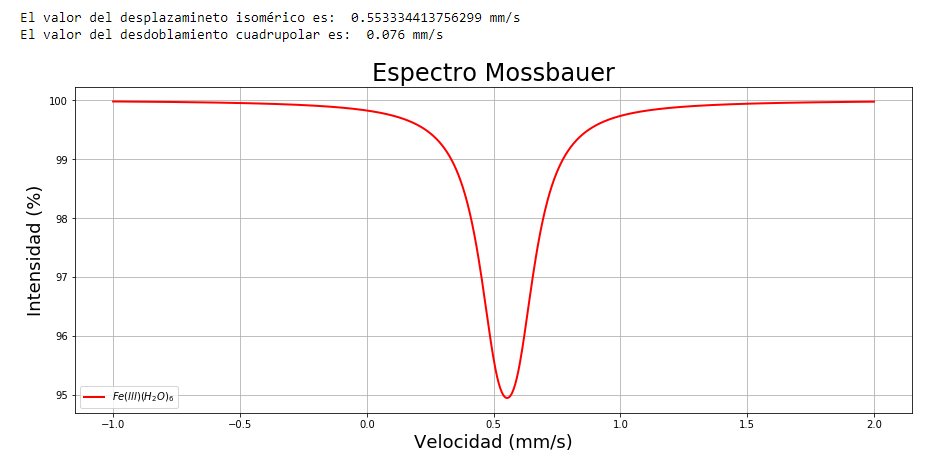 El valor del desplazamineto isomérico es:  0.553334413756299 mm/s
El valor del desdoblamiento cuadrupolar es:  0.076 mm/s
Espectro Mossbauer
100
99
98
97
96
95
Intensidad (%)
Fe(III)(H₂O)₆
−1.0 −0.5 0.0 0.5 1.0 1.5 2.0
Velocidad (mm/s)